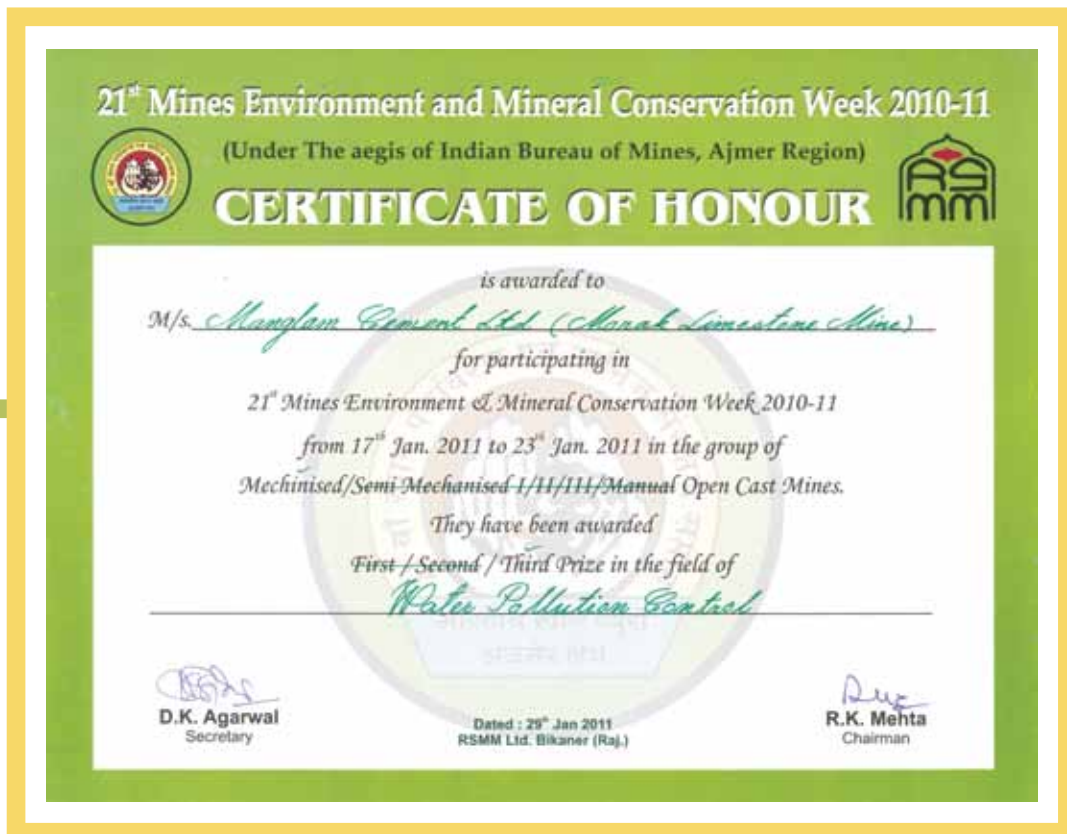 21st Mines Environment and Mineral Conservation Week 2010-11
(Under The aegis of Indian Bureau of Mines, Ajmer Region)
CERTIFICATE OF HONOUR
RS
mm
is awarded to
M/s. Manglam Cement Ltd (Morak Limestone Mine)
for participating in
21st Mines Environment & Mineral Conservation Week 2010-11
from 17th Jan. 2011 to 23rd Jan. 2011 in the group of
Mechinised/Semi Mechanised I/II/III/Manual Open Cast Mines.
They have been awarded
First / Second / Third Prize in the field of
Water Pollution Control
D.K. Agarwal
Secretary
Dated : 29th Jan 2011
RSMM Ltd. Bikaner (Raj.)
R.K. Mehta
Chairman